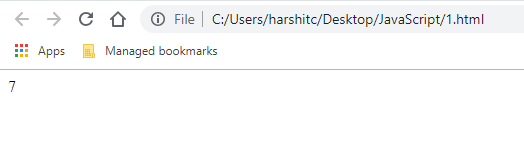 File C:/Users/harshitc/Desktop/JavaScript/1.html
Apps Managed bookmarks
7